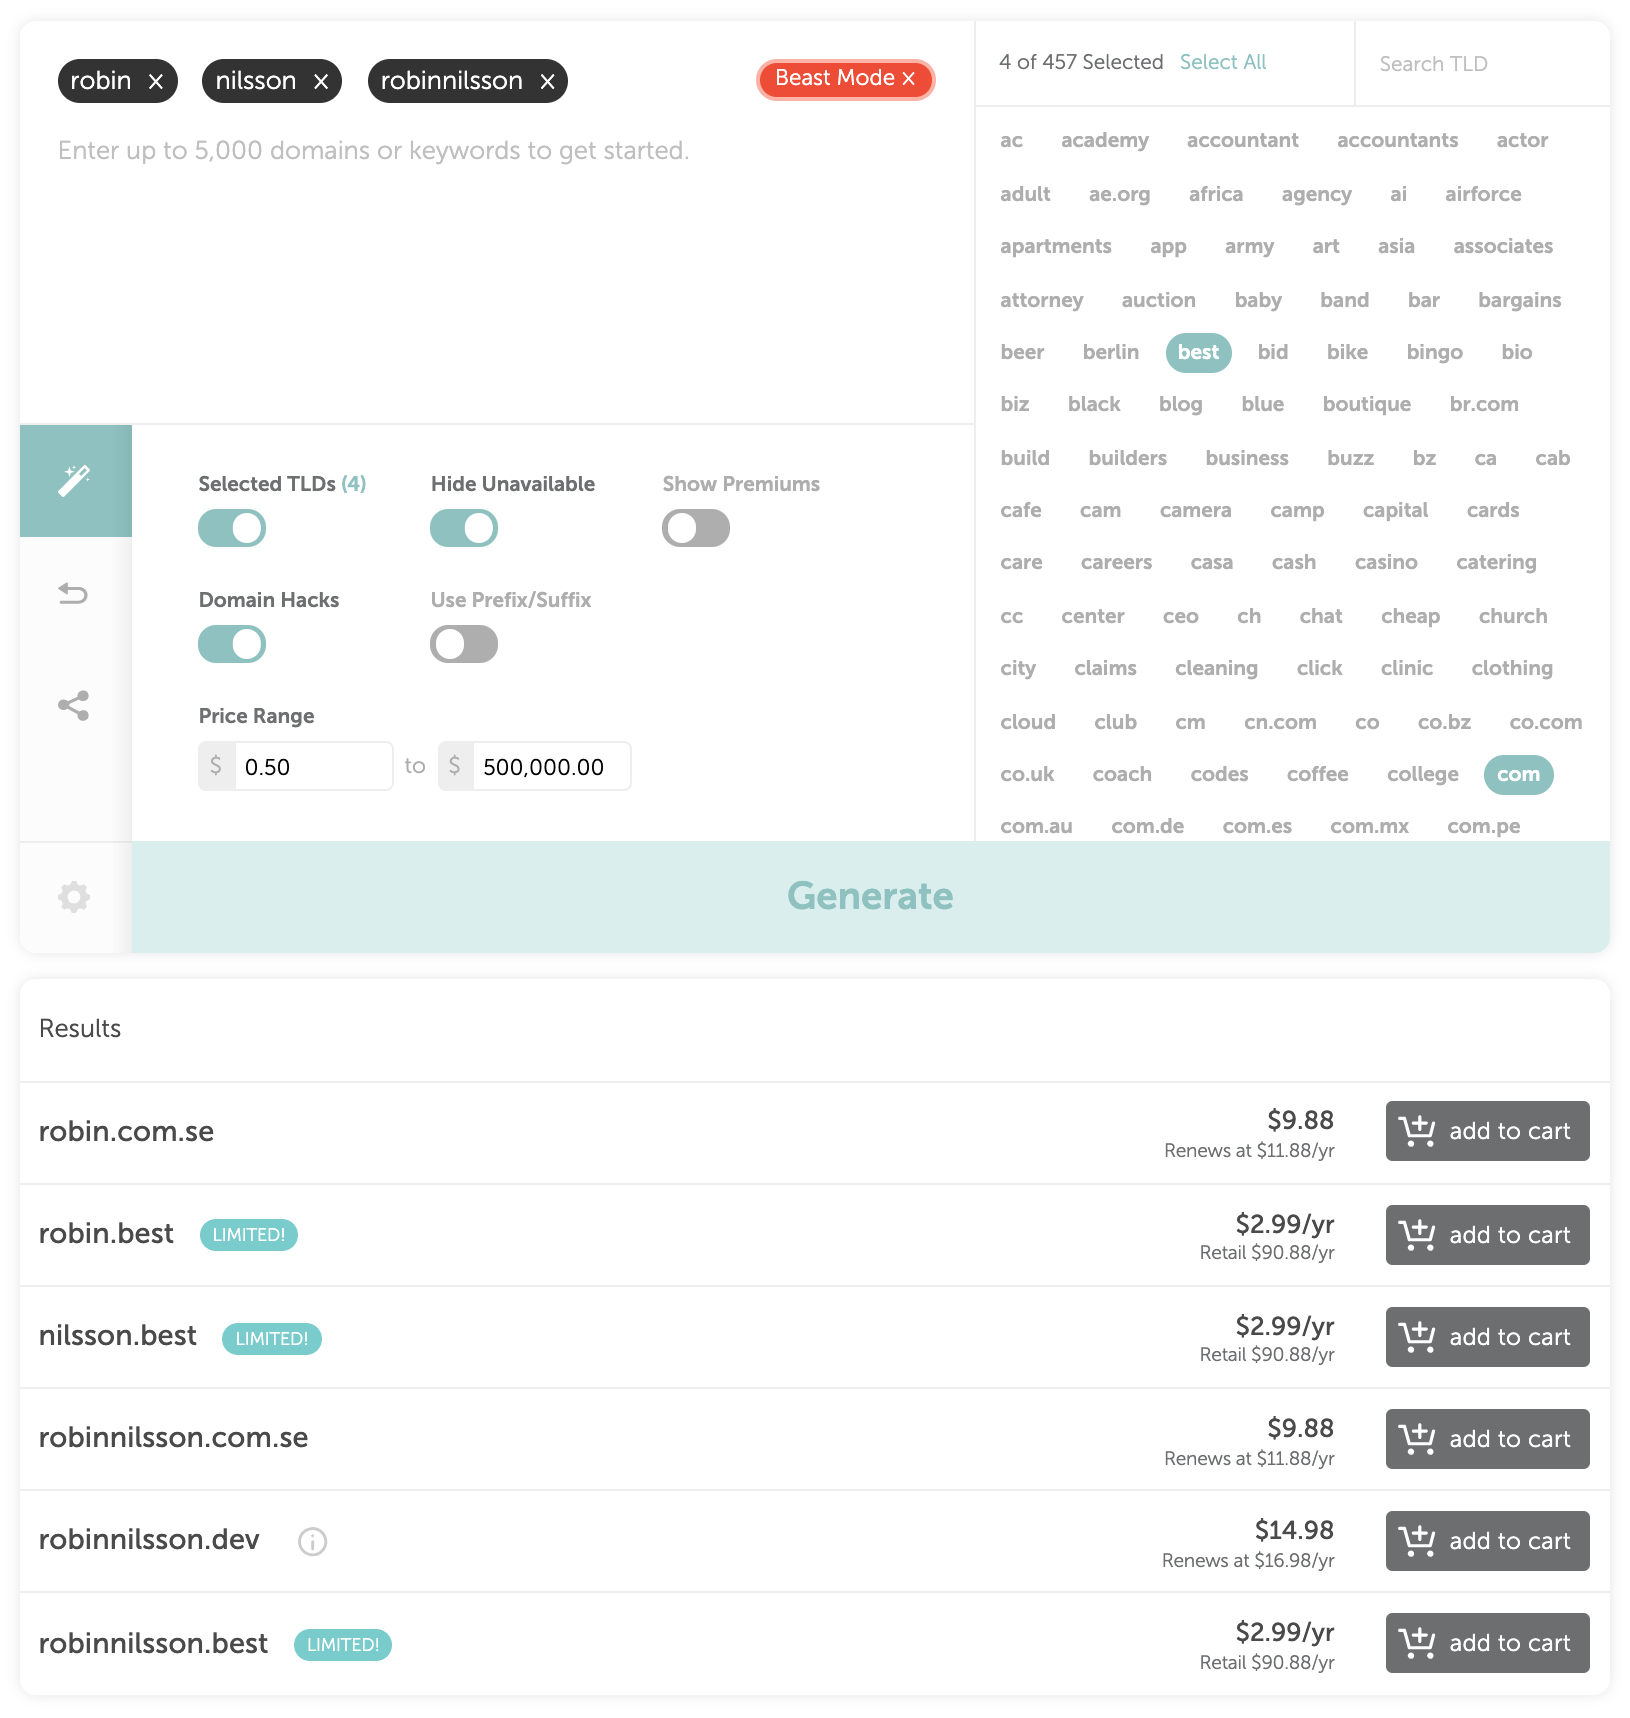 robin X nilsson X robinnilsson X
Beast Mode ×
Enter up to 5,000 domains or keywords to get started.
4 of 457 Selected Select All
Search TLD
ac academy accountant accountants actor
adult ae.org africa agency ai airforce
apartments app army art asia associates
attorney auction baby band bar bargains
beer berlin best bid bike bingo bio
biz black blog blue boutique br.com
build builders business buzz bz ca cab
cafe cam camera camp capital cards
care careers casa cash casino catering
cc center ceo ch chat cheap church
city claims cleaning click clinic clothing
cloud club cm cn.com co co.bz co.com
co.uk coach codes coffee college com
com.au com.de com.es com.mx com.pe
Selected TLDs (4) Hide Unavailable Show Premiums
Domain Hacks Use Prefix/Suffix
Price Range
$ 0.50 to $ 500,000.00
Generate
Results
robin.com.se
$9.88
Renews at $11.88/yr
add to cart
robin.best LIMITED!
$2.99/yr
Retail $90.88/yr
add to cart
nilsson.best LIMITED!
$2.99/yr
Retail $90.88/yr
add to cart
robinnilsson.com.se
$9.88
Renews at $11.88/yr
add to cart
robinnilsson.dev
$14.98
Renews at $16.98/yr
add to cart
robinnilsson.best LIMITED!
$2.99/yr
Retail $90.88/yr
add to cart